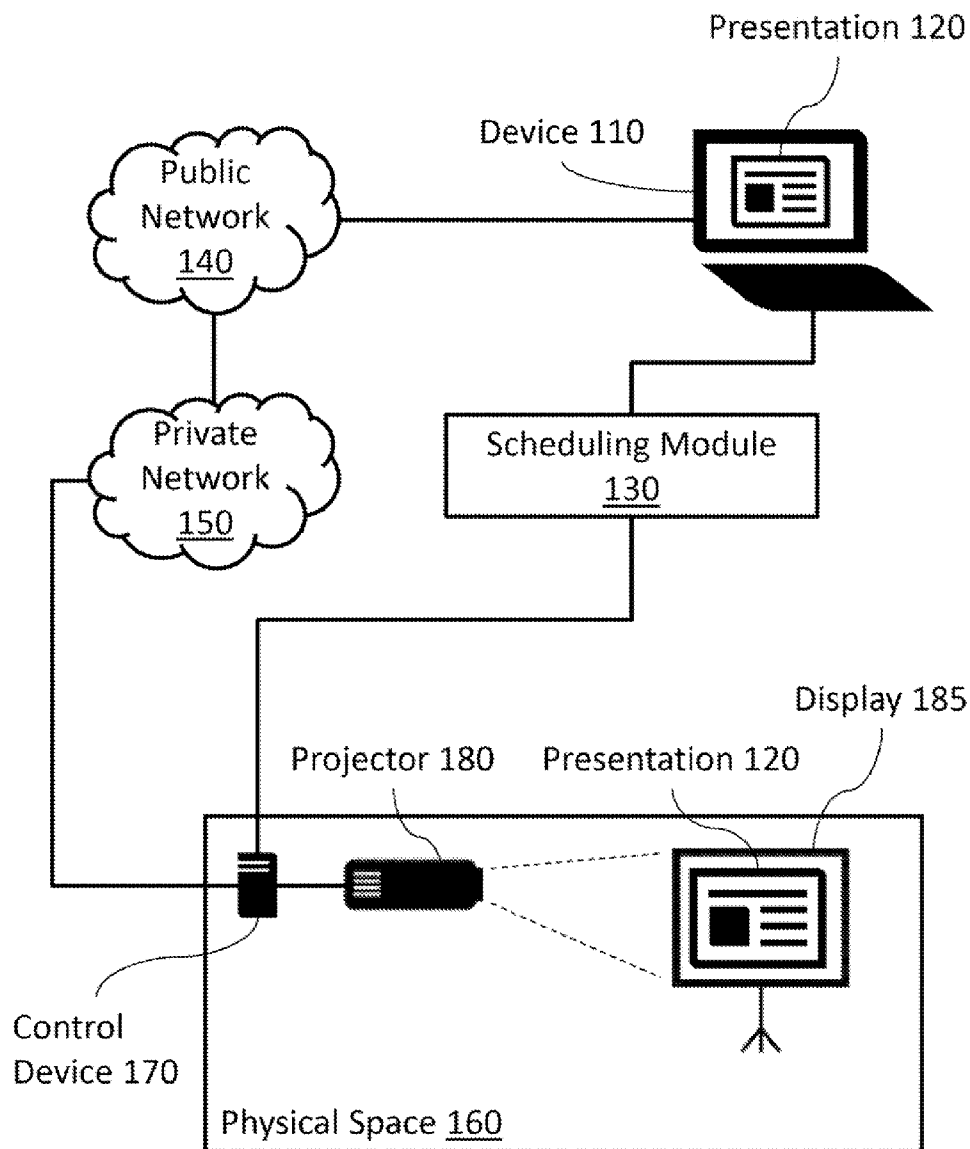 Presentation 120
Device 110
Public
Network
140
Private
Network
150
Scheduling Module
130
Display 185
Projector 180
Presentation 120
Control
Device 170
Physical Space 160